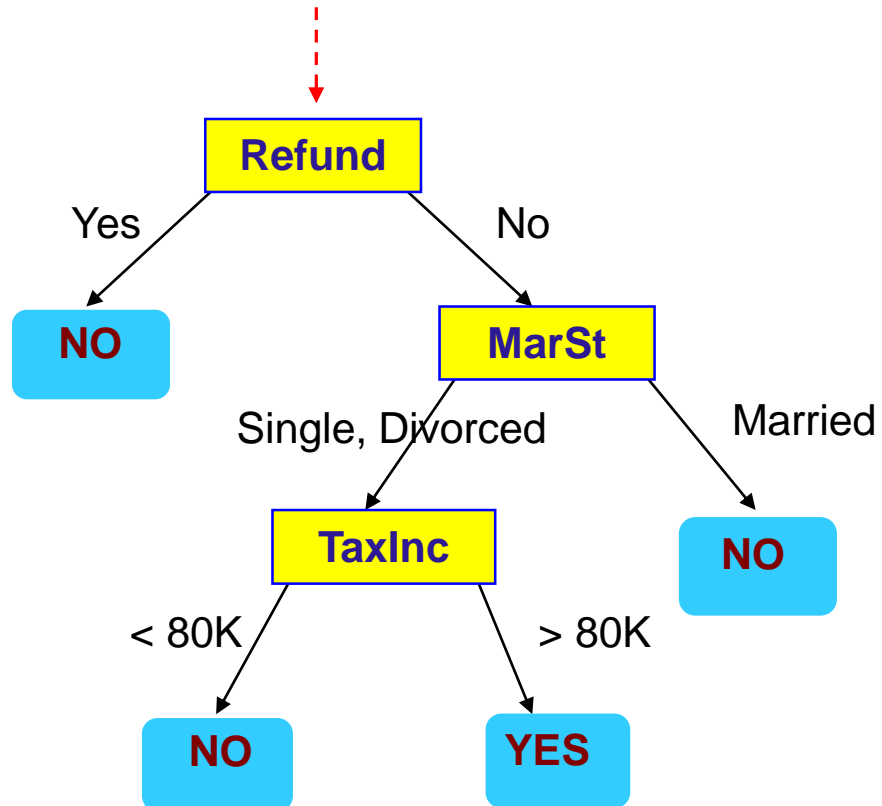 Refund
Yes
No
NO
MarSt
Single, Divorced
Married
TaxInc
NO
< 80K
> 80K
NO
YES